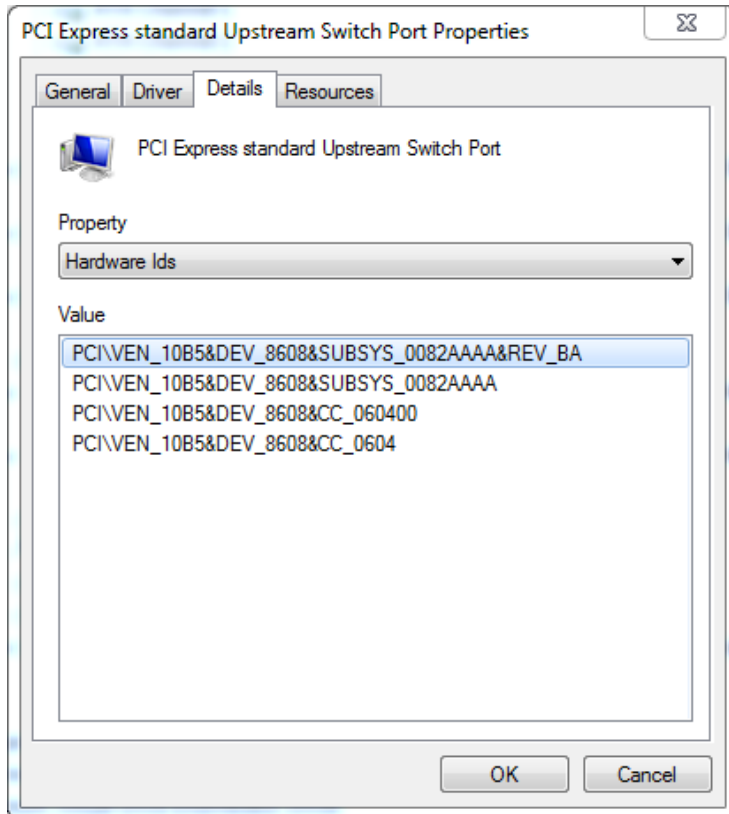 PCI Express standard Upstream Switch Port Properties
General Driver Details Resources
PCI Express standard Upstream Switch Port
Property
Hardware Ids
Value
PCI\VEN_10B5&DEV_8608&SUBSYS_0082AAAA&REV_BA
PCI\VEN_10B5&DEV_8608&SUBSYS_0082AAAA
PCI\VEN_10B5&DEV_8608&CC_060400
PCI\VEN_10B5&DEV_8608&CC_0604
OK Cancel